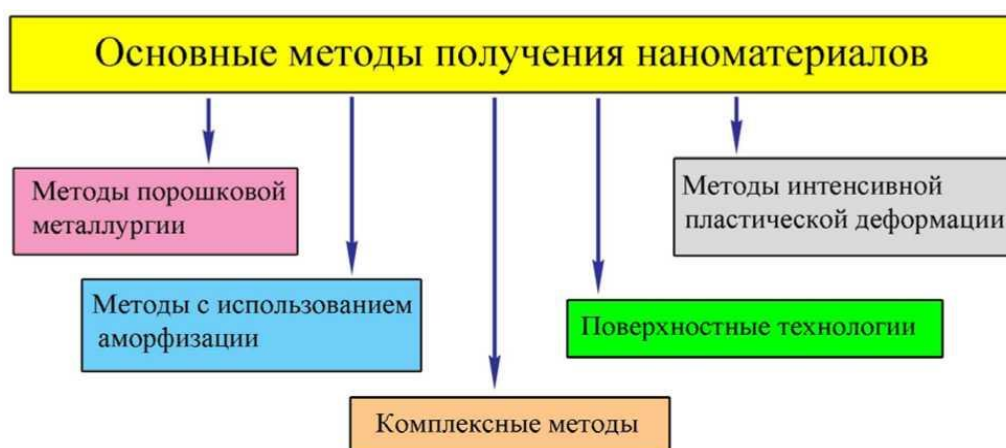 Основные методы получения наноматериалов
Методы порошковой
металлургии
Методы интенсивной
пластической деформации
Методы с использованием
аморфизации
Поверхностные технологии
Комплексные методы